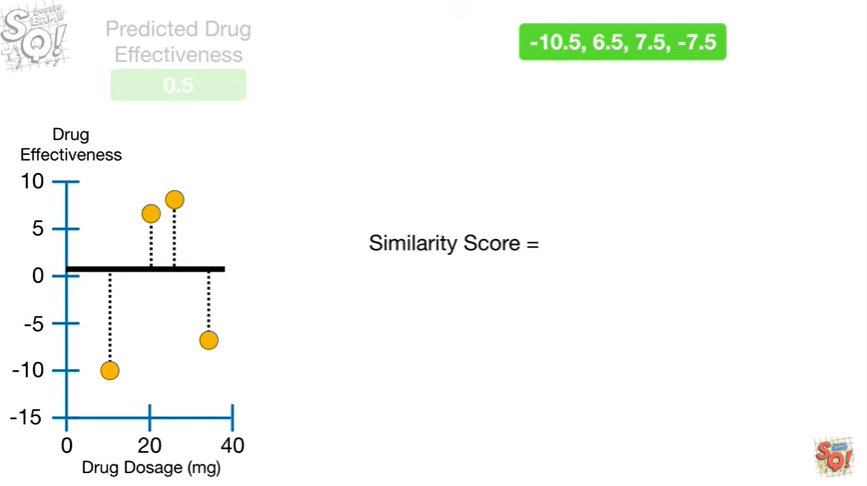 Predicted Drug
Effectiveness
0.5
-10.5, 6.5, 7.5, -7.5
Drug
Effectiveness
10
5
0
-5
-10
-15
0
20
40
Drug Dosage (mg)
Similarity Score =
SQ!